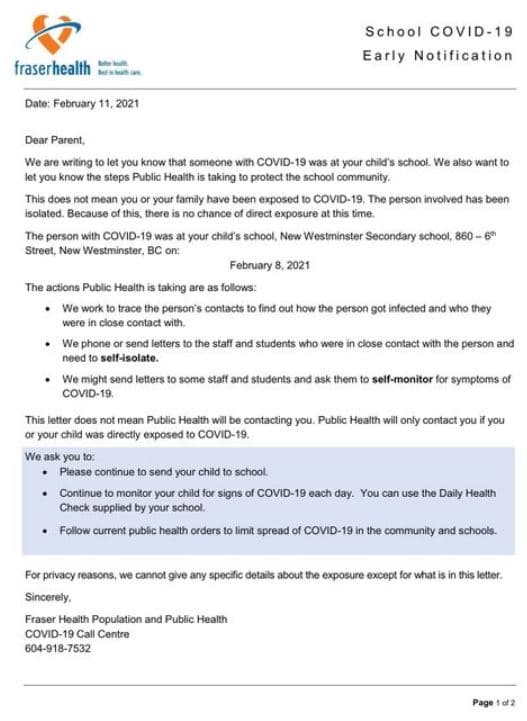 School COVID-19
Early Notification
fraserhealth
Better health.
Best in health care.
Date: February 11, 2021
Dear Parent,
We are writing to let you know that someone with COVID-19 was at your child's school. We also want to
let you know the steps Public Health is taking to protect the school community.
This does not mean you or your family have been exposed to COVID-19. The person involved has been
isolated. Because of this, there is no chance of direct exposure at this time.
The person with COVID-19 was at your child's school, New Westminster Secondary school, 860 – 6th
Street, New Westminster, BC on:
February 8, 2021
The actions Public Health is taking are as follows:
• We work to trace the person's contacts to find out how the person got infected and who they
were in close contact with.
• We phone or send letters to the staff and students who were in close contact with the person and
need to self-isolate.
• We might send letters to some staff and students and ask them to self-monitor for symptoms of
COVID-19.
This letter does not mean Public Health will be contacting you. Public Health will only contact you if you
or your child was directly exposed to COVID-19.
We ask you to:
• Please continue to send your child to school.
• Continue to monitor your child for signs of COVID-19 each day. You can use the Daily Health
Check supplied by your school.
• Follow current public health orders to limit spread of COVID-19 in the community and schools.
For privacy reasons, we cannot give any specific details about the exposure except for what is in this letter.
Sincerely,
Fraser Health Population and Public Health
COVID-19 Call Centre
604-918-7532
Page 1 of 2